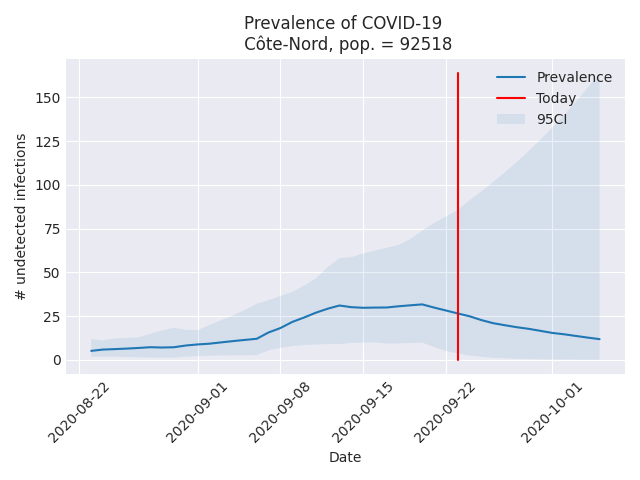 Prevalence of COVID-19
Côte-Nord, pop. = 92518
Prevalence
Today
95CI
# undetected infections
150
125
100
75
50
25
0
2020-08-22
2020-09-01
2020-09-08
2020-09-15
2020-09-22
2020-10-01
Date